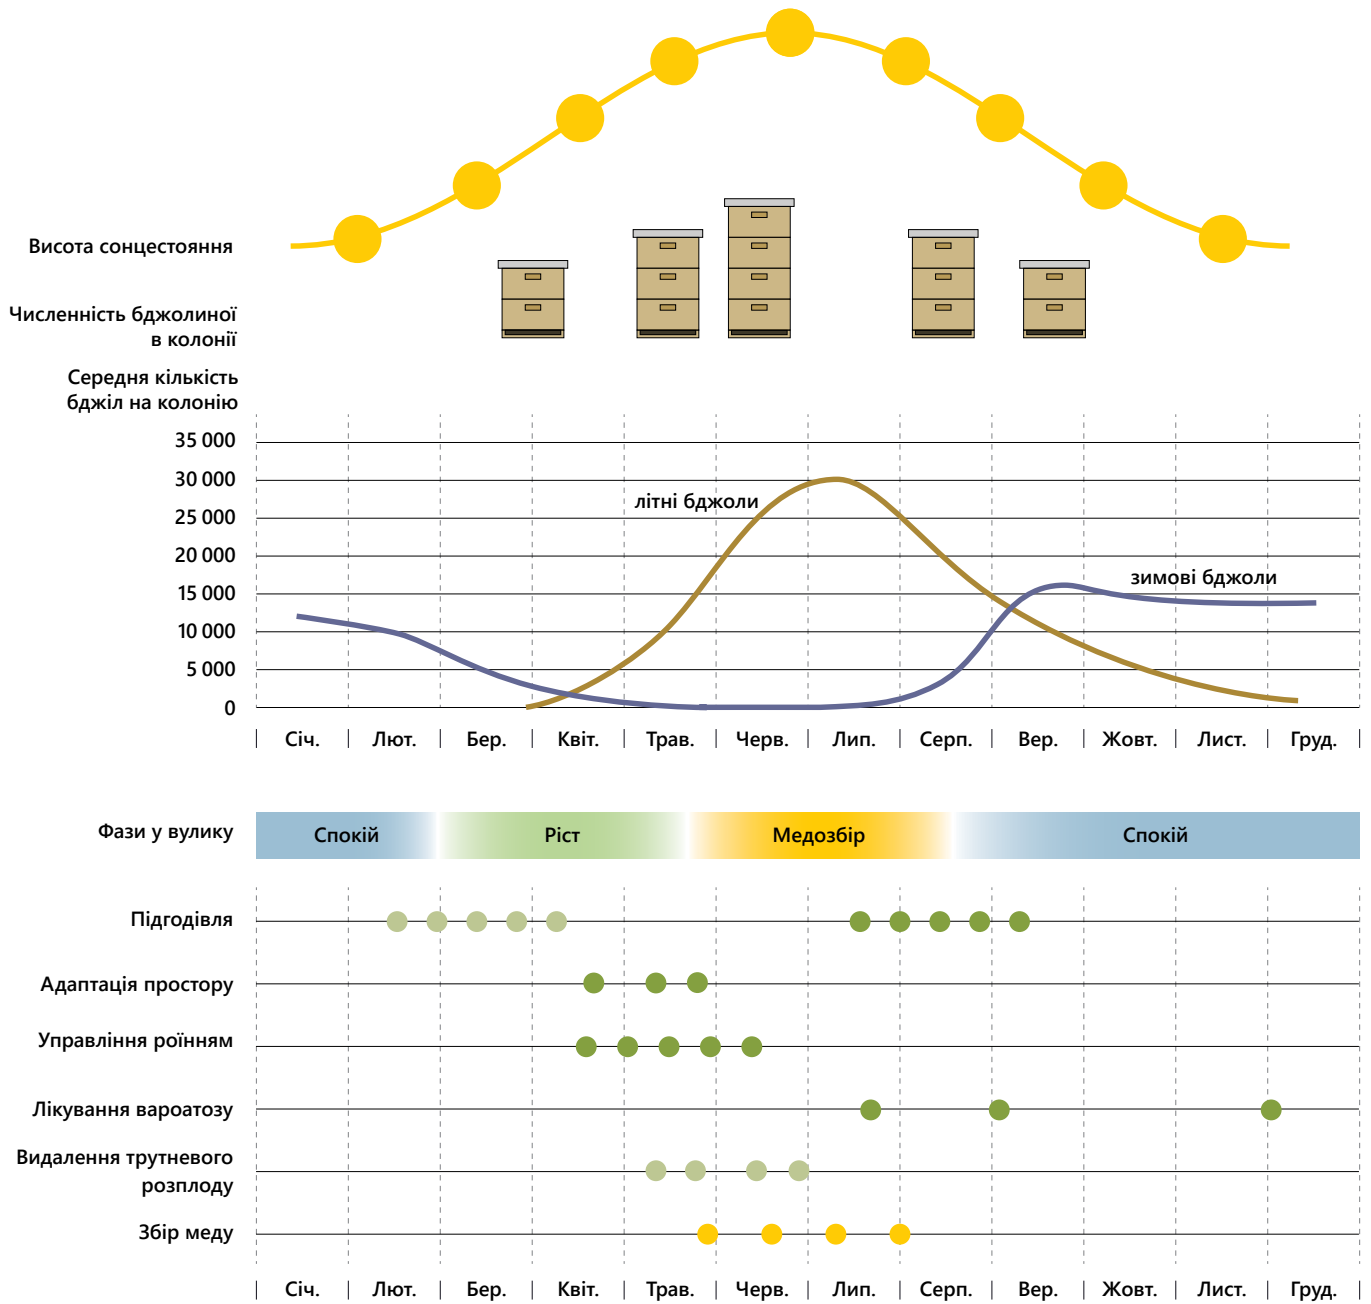 Висота сонцестояння
Численність бджолиної
в колонії
Середня кількість
бджіл на колонію
35 000
30 000
25 000
20 000
15 000
10 000
5 000
0
літні бджоли
зимові бджоли
Січ. Лют. Бер. Квіт. Трав. Черв. Лип. Серп. Вер. Жовт. Лист. Груд.
Фази у вулику Спокій Ріст Медозбір Спокій
Підгодівля
Адаптація простору
Управління роїнням
Лікування вароатозу
Видалення трутневого
розплоду
Збір меду
Січ. Лют. Бер. Квіт. Трав. Черв. Лип. Серп. Вер. Жовт. Лист. Груд.